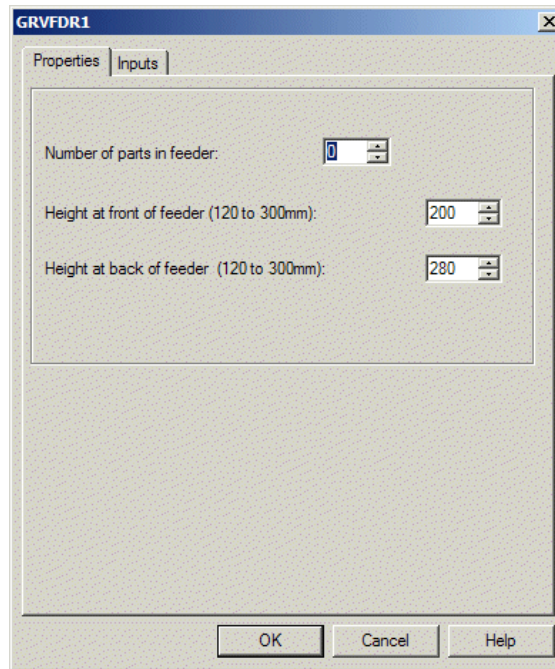 GRVFDR1
Properties
Inputs
Number of parts in feeder:
0
Height at front of feeder (120 to 300mm):
200
Height at back of feeder (120 to 300mm):
280
OK
Cancel
Help